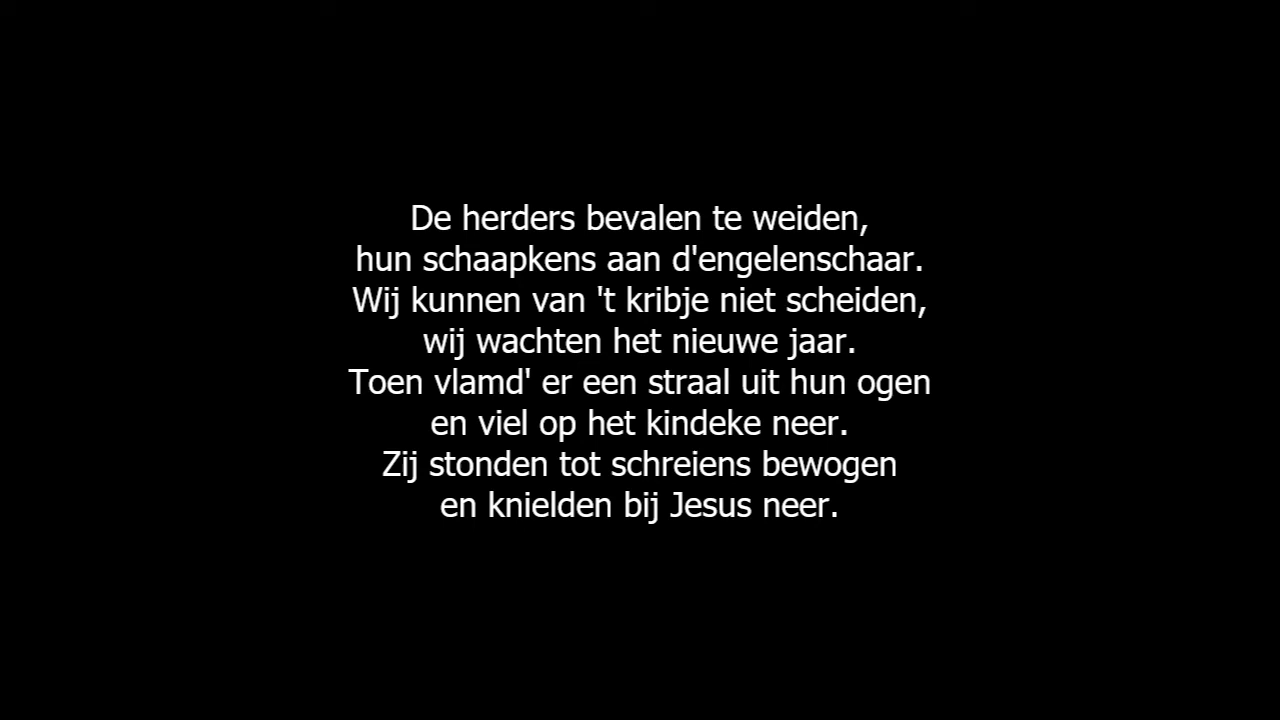 De herders bevalen te weiden,
hun schaapkens aan d'engelenschaar.
Wij kunnen van 't kribje niet scheiden,
wij wachten het nieuwe jaar.
Toen vlamd' er een straal uit hun ogen
en viel op het kindeke neer.
Zij stonden tot schreiens bewogen
en knielden bij Jesus neer.